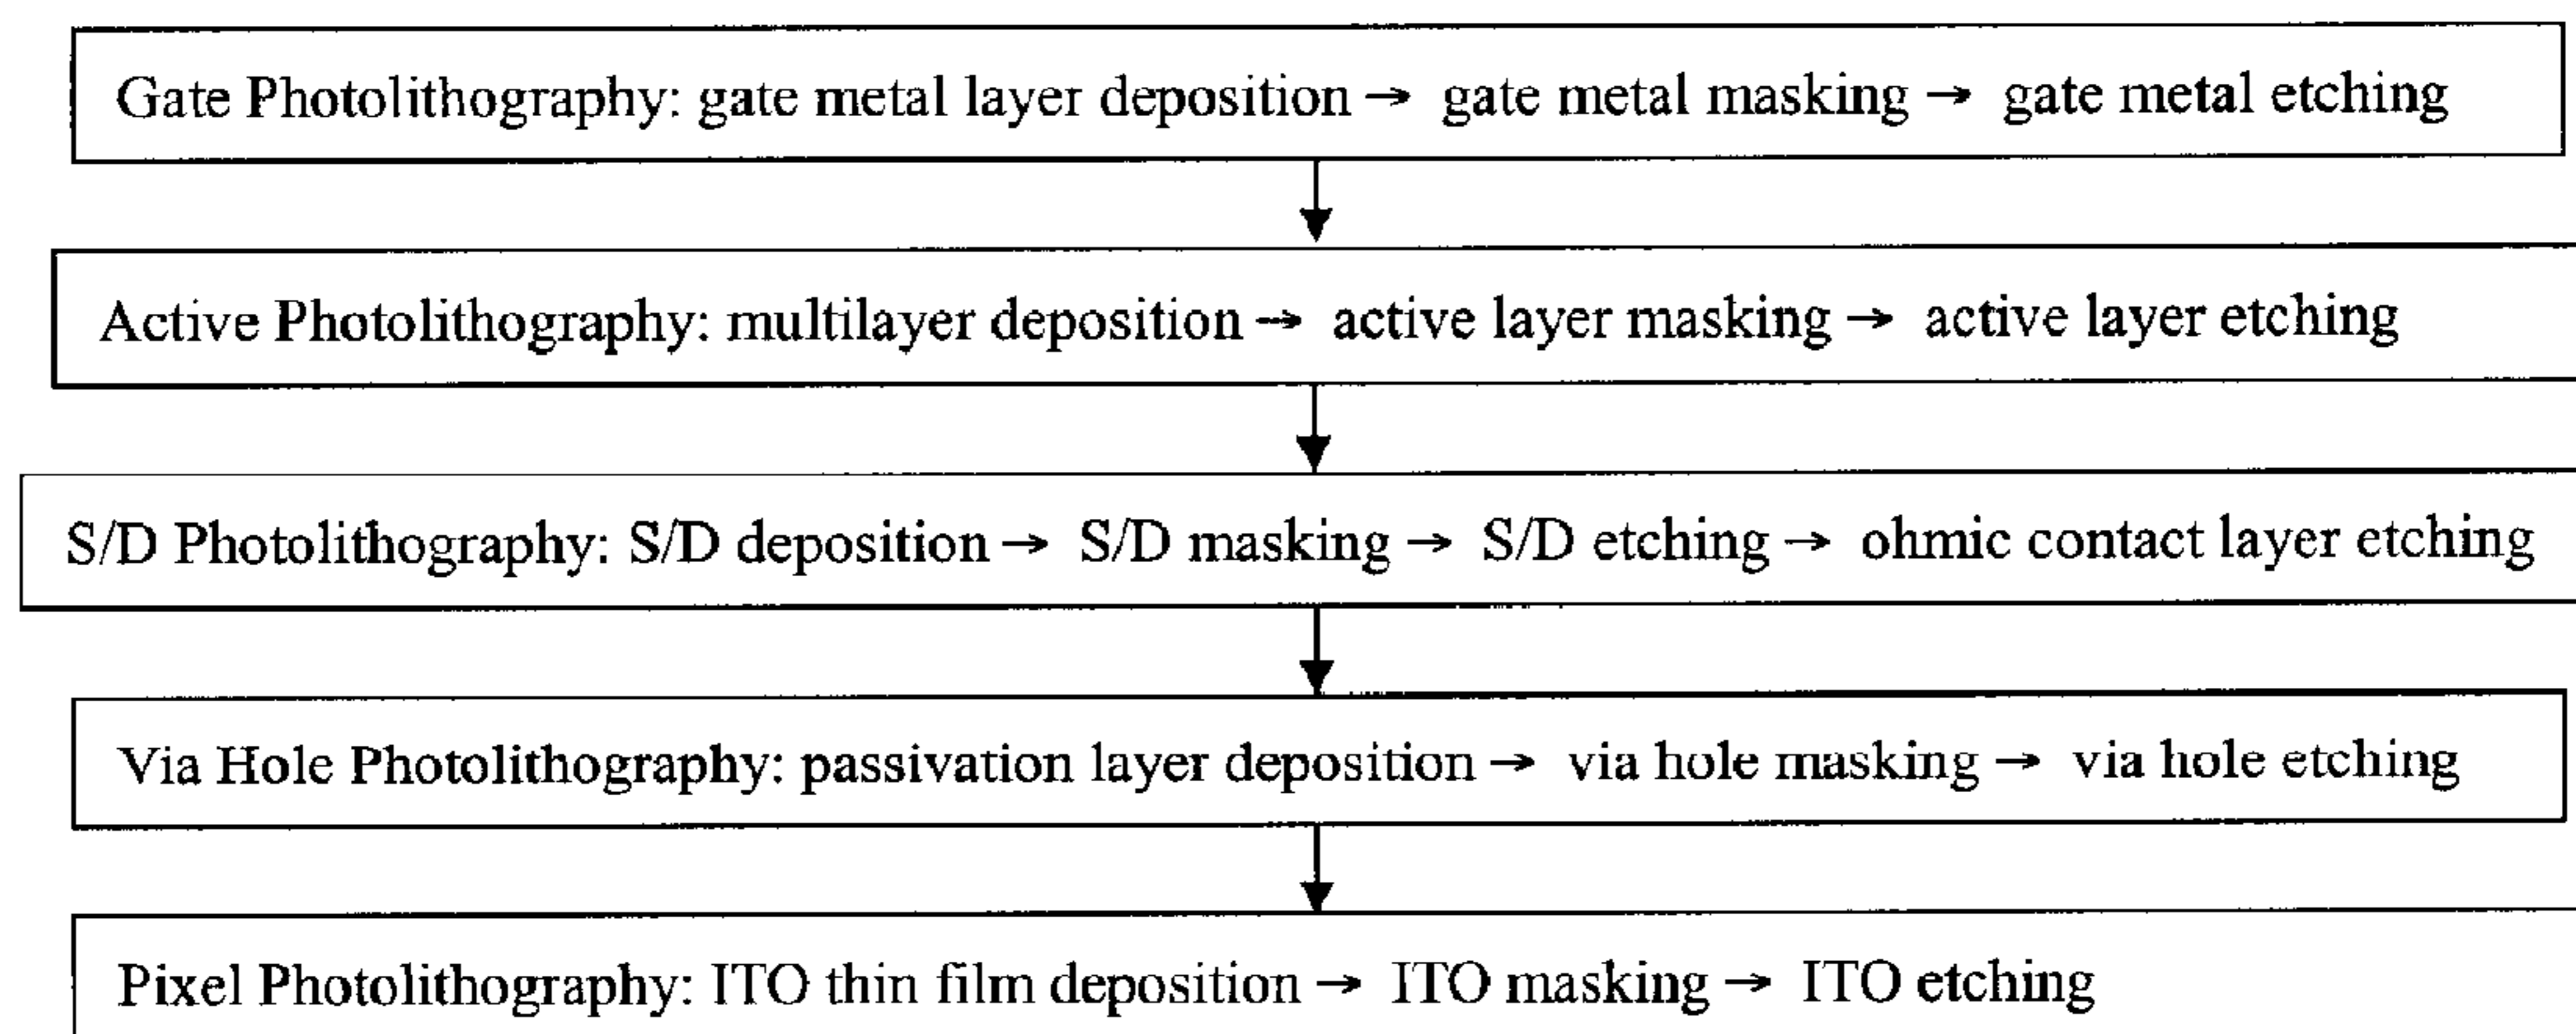 Gate Photolithography: gate metal layer deposition → gate metal masking → gate metal etching
Active Photolithography: multilayer deposition → active layer masking → active layer etching
S/D Photolithography: S/D deposition → S/D masking → S/D etching → ohmic contact layer etching
Via Hole Photolithography: passivation layer deposition → via hole masking → via hole etching
Pixel Photolithography: ITO thin film deposition → ITO masking → ITO etching